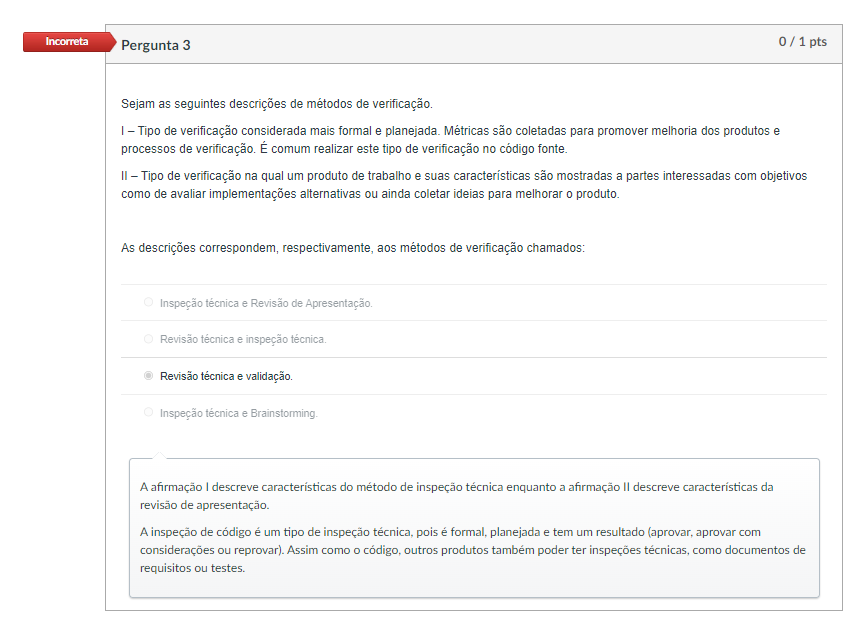 Incorreta
Pergunta 3
0 / 1 pts
Sejam as seguintes descrições de métodos de verificação.
I – Tipo de verificação considerada mais formal e planejada. Métricas são coletadas para promover melhoria dos produtos e
processos de verificação. É comum realizar este tipo de verificação no código fonte.
II – Tipo de verificação na qual um produto de trabalho e suas características são mostradas a partes interessadas com objetivos
como de avaliar implementações alternativas ou ainda coletar ideias para melhorar o produto.
As descrições correspondem, respectivamente, aos métodos de verificação chamados:
Inspeção técnica e Revisão de Apresentação.
Revisão técnica e inspeção técnica.
Revisão técnica e validação.
Inspeção técnica e Brainstorming.
A afirmação I descreve características do método de inspeção técnica enquanto a afirmação II descreve características da
revisão de apresentação.
A inspeção de código é um tipo de inspeção técnica, pois é formal, planejada e tem um resultado (aprovar, aprovar com
considerações ou reprovar). Assim como o código, outros produtos também poder ter inspeções técnicas, como documentos de
requisitos ou testes.